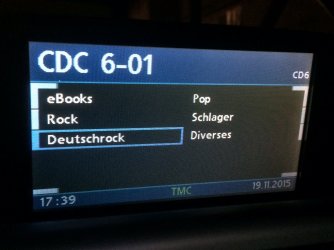 CDC 6-01
CD6
eBooks Pop
Rock Schlager
Deutschrock Diverses
TMC 19.11.2015
17:39